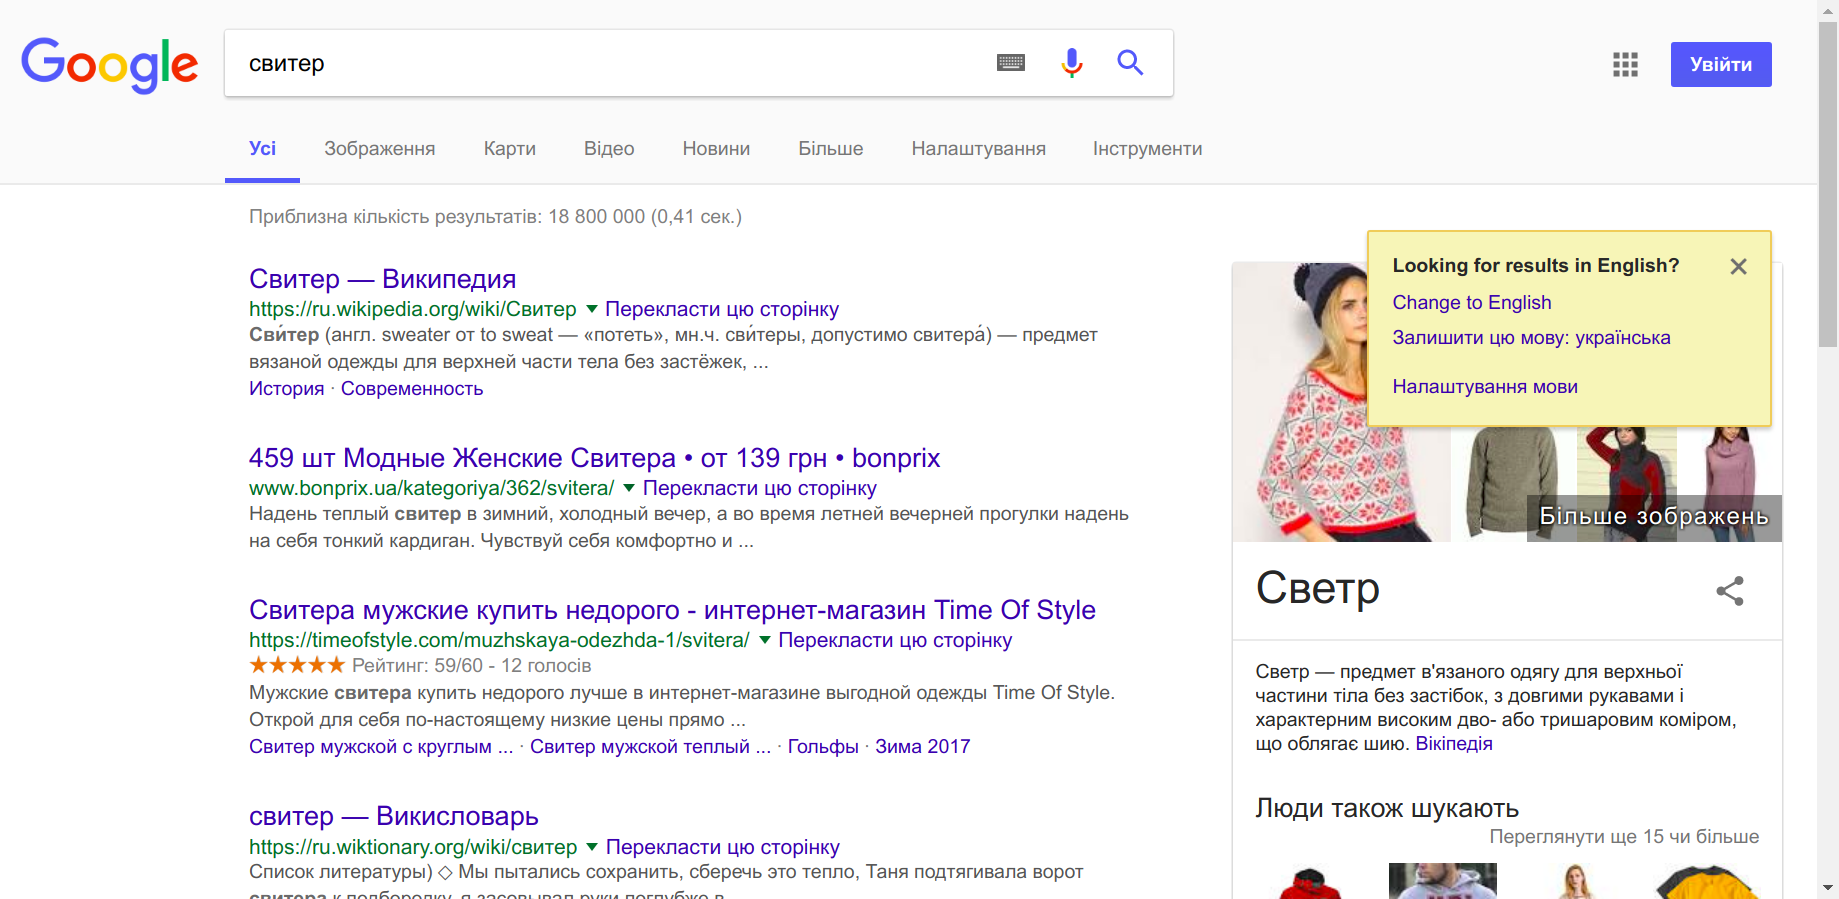 Google
свитер
Увійти
Усі Зображення Карти Відео Новини Більше Налаштування Інструменти
Приблизна кількість результатів: 18 800 000 (0,41 сек.)
Свитер — Википедия
https://ru.wikipedia.org/wiki/Свитер Перекласти цю сторінку
Сви́тер (англ. sweater от to sweat — «потеть», мн.ч. сви́теры, допустимо свитера́) — предмет
вязаной одежды для верхней части тела без застёжек, ...
История · Современность
459 шт Модные Женские Свитера • от 139 грн • bonprix
www.bonprix.ua/kategoriya/362/svitera/ Перекласти цю сторінку
Надень теплый свитер в зимний, холодный вечер, а во время летней вечерней прогулки надень
на себя тонкий кардиган. Чувствуй себя комфортно и ...
Свитера мужские купить недорого - интернет-магазин Time Of Style
https://timeofstyle.com/muzhskaya-odezhda-1/svitera/ Перекласти цю сторінку
★★★★★ Рейтинг: 59/60 - 12 голосів
Мужские свитера купить недорого лучше в интернет-магазине выгодной одежды Time Of Style.
Открой для себя по-настоящему низкие цены прямо ...
Свитер мужской с круглым ... · Свитер мужской теплый ... · Гольфы · Зима 2017
свитер — Викисловарь
https://ru.wiktionary.org/wiki/свитер Перекласти цю сторінку
Список литературы) ◇ Мы пытались сохранить, сберечь это тепло, Таня подтягивала ворот
свитера к подбородку, я засовывал руки поглубже в
Looking for results in English?
Change to English
Залишити цю мову: українська
Налаштування мови
Більше зображень
Светр
Светр — предмет в'язаного одягу для верхньої
частини тіла без застібок, з довгими рукавами і
характерним високим дво- або тришаровим коміром,
що облягає шию. Вікіпедія
Люди також шукають
Переглянути ще 15 чи більше